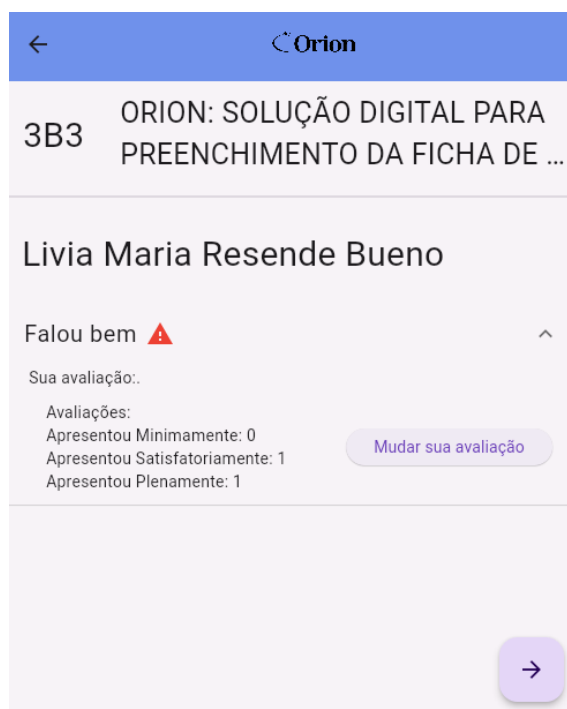 Orion
3B3
ORION: SOLUÇÃO DIGITAL PARA
PREENCHIMENTO DA FICHA DE ...
Livia Maria Resende Bueno
Falou bem
Sua avaliação:.
Avaliações:
Apresentou Minimamente: 0
Apresentou Satisfatoriamente: 1
Apresentou Plenamente: 1
Mudar sua avaliação